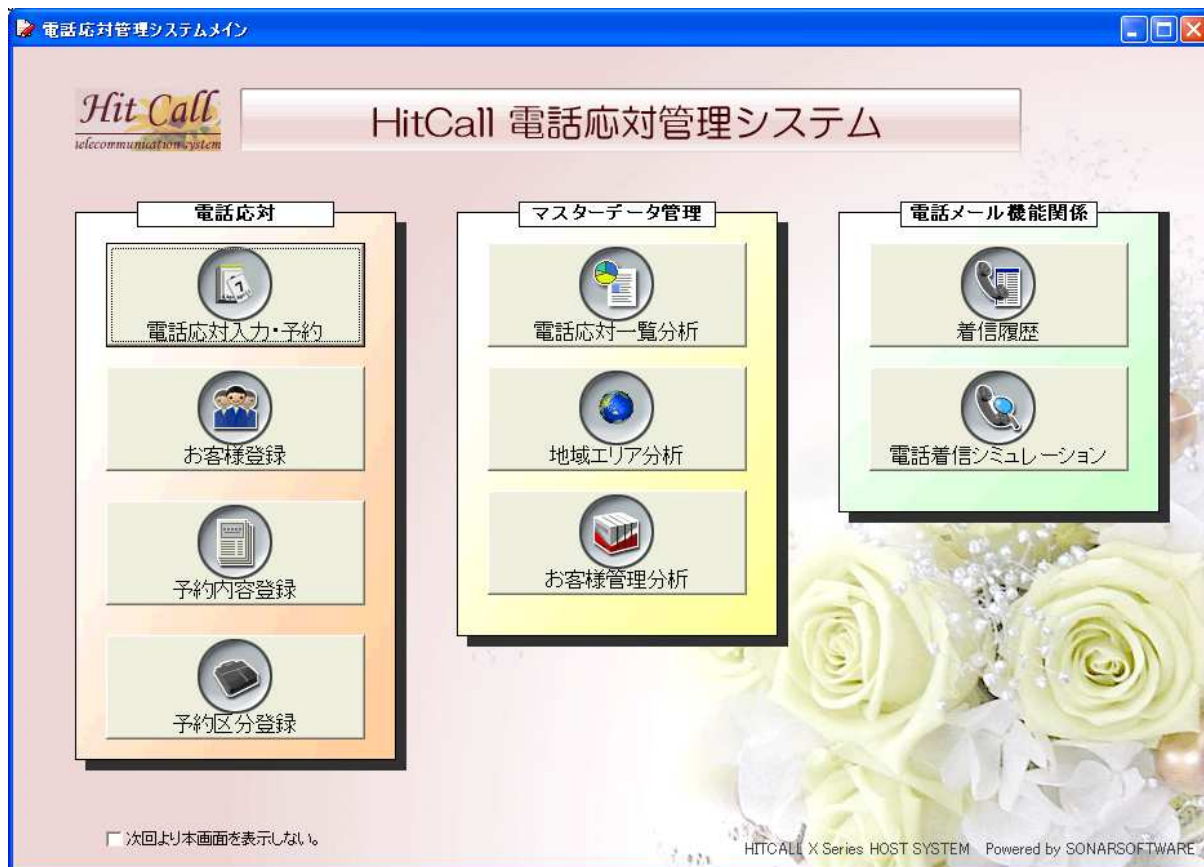 電話応対管理システムメイン
Hit Call
telecommunication system
HitCall 電話応対管理システム
電話応対
電話応対入力・予約
お客様登録
予約内容登録
予約区分登録
マスターデータ管理
電話応対一覧分析
地域エリア分析
お客様管理分析
電話メール機能関係
着信履歴
電話着信シミュレーション
次回より本画面を表示しない。
HITCALL X Series HOST SYSTEM Powered by SONARSOFTWARE